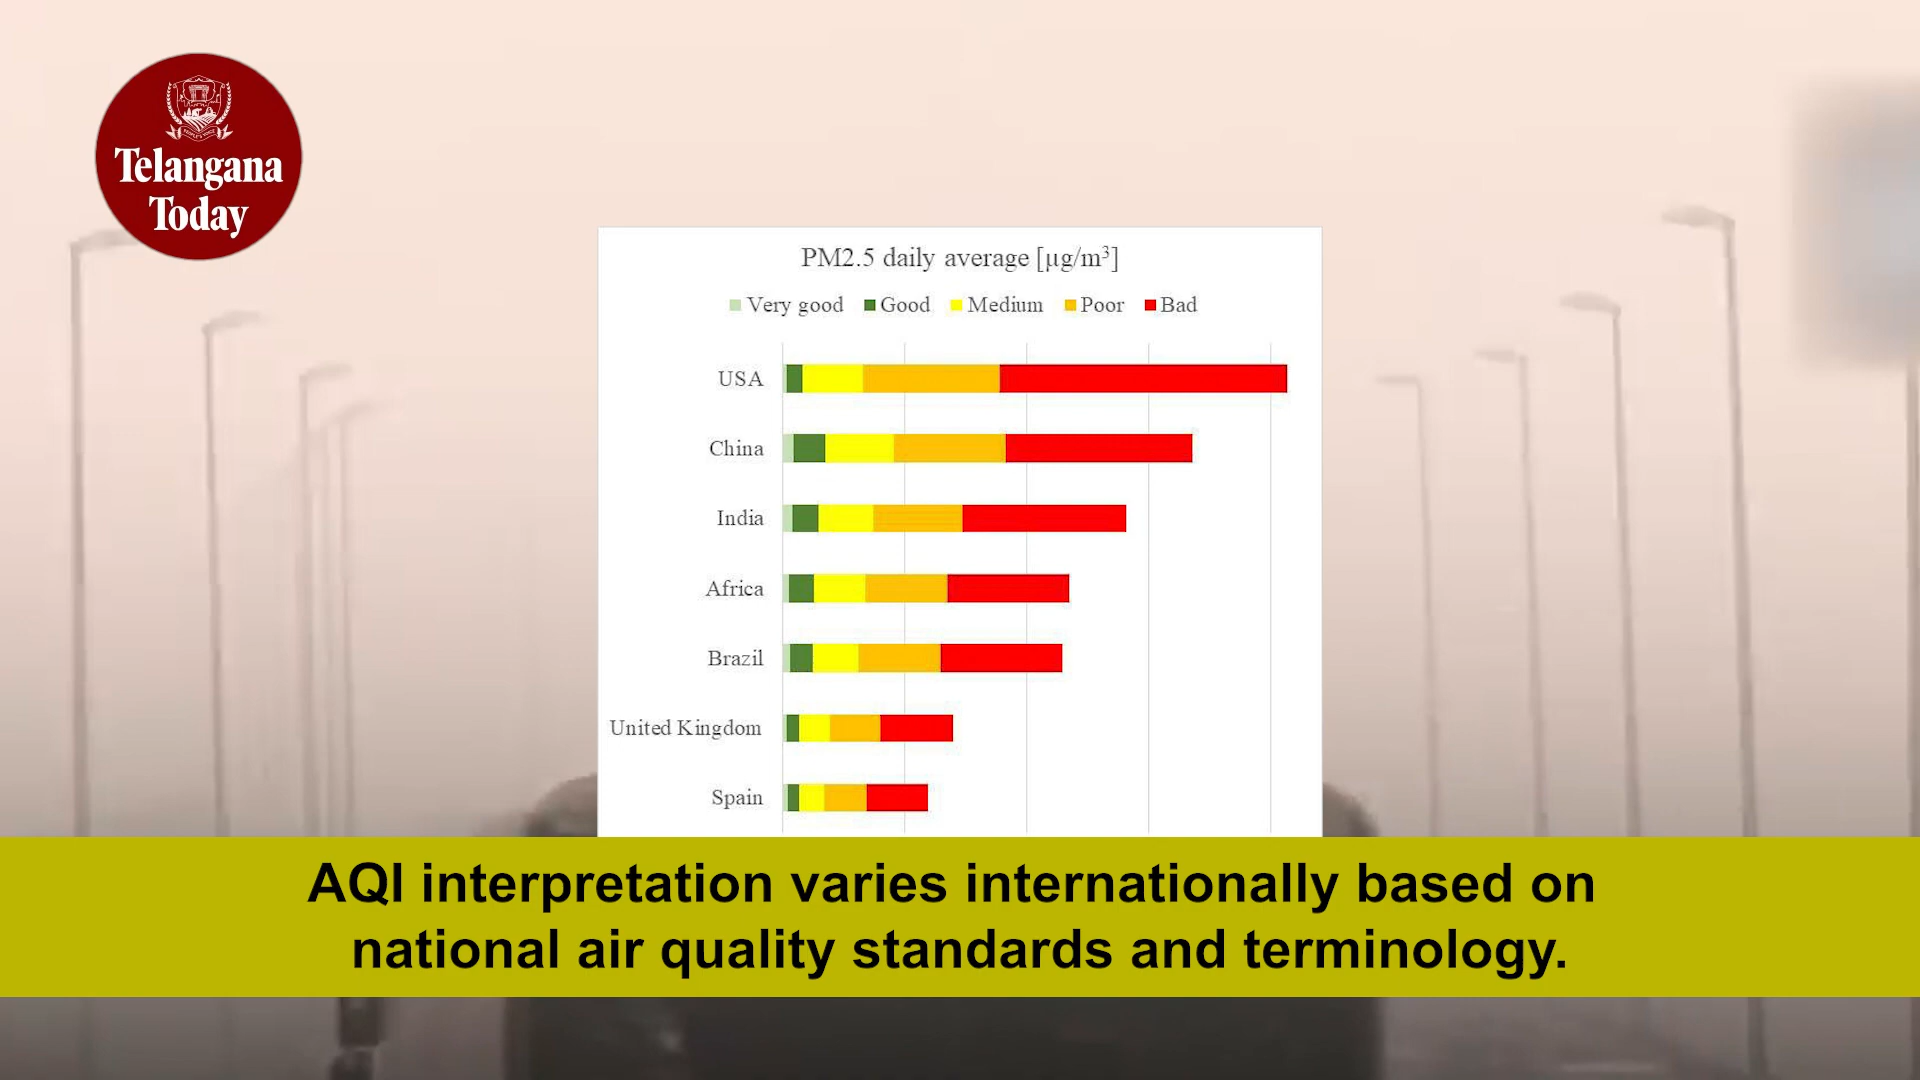 Telangana
Today
PM2.5 daily average [µg/m³]
Very good Good Medium Poor Bad
USA
China
India
Africa
Brazil
United Kingdom
Spain
AQI interpretation varies internationally based on
national air quality standards and terminology.